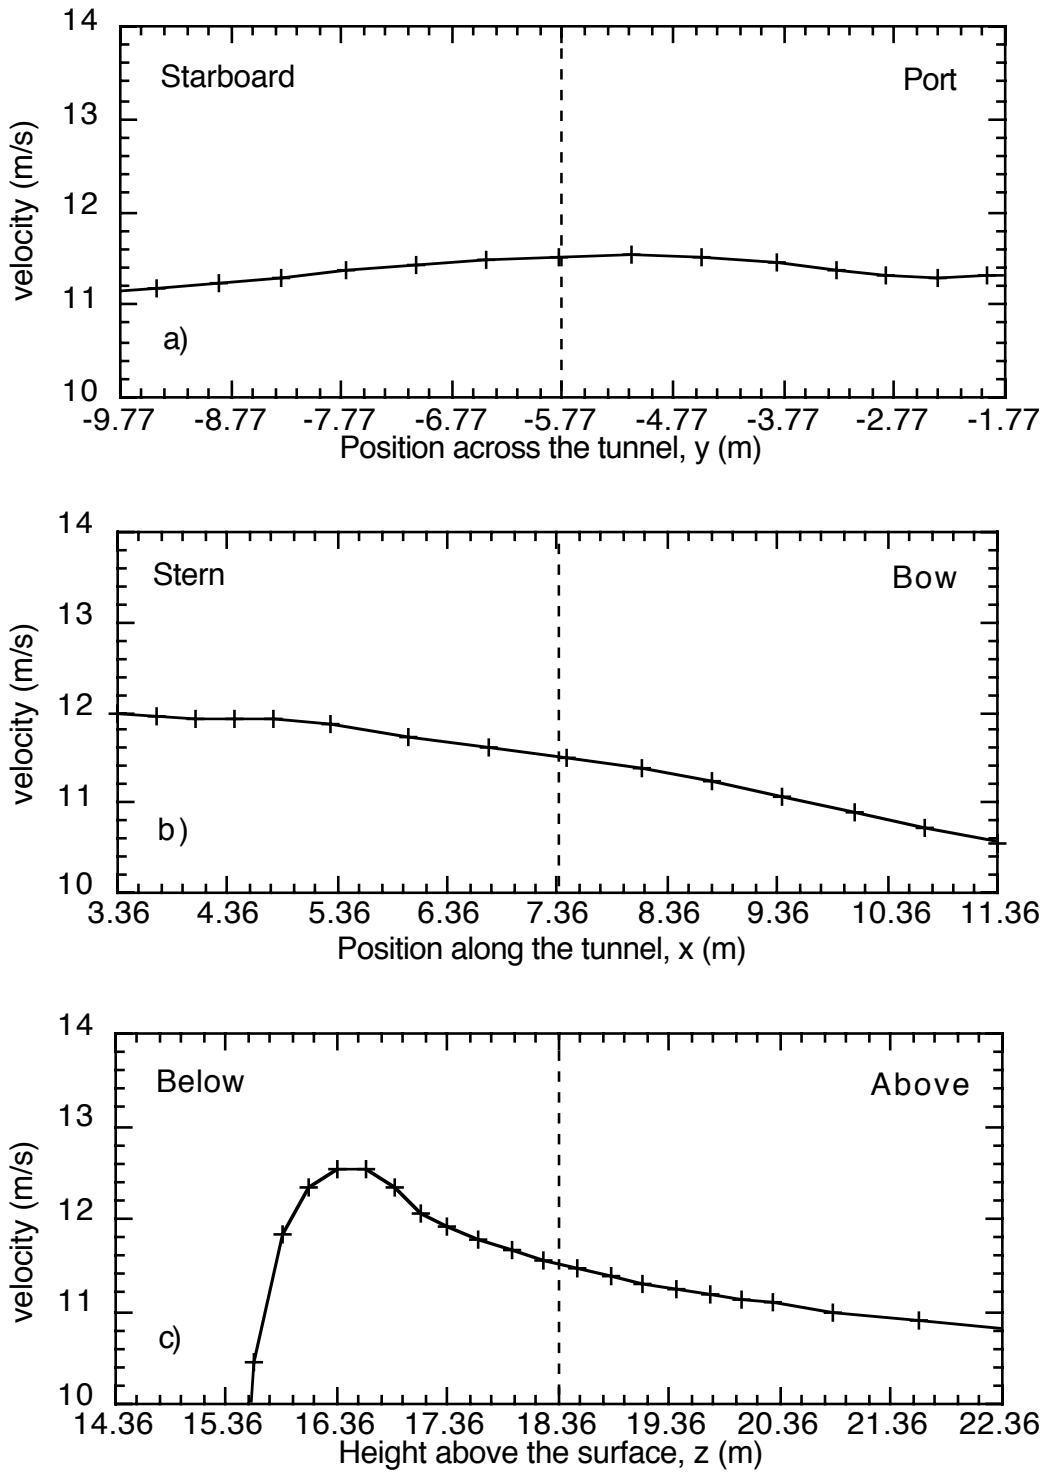 14
Starboard
Port
13
velocity (m/s)
12
11
a)
10
-9.77 -8.777 -7.777 -6.77 -5.77 -4.77 -3.77 -2.77 -1.77
Position across the tunnel, y (m)
14
Stern
Bow
13
velocity (m/s)
12
11
b)
10
3.36 4.36 5.36 6.36 7.36 8.36 9.36 10.36 11.36
Position along the tunnel, x (m)
14
Below
Above
13
velocity (m/s)
12
11
c)
10
14.36 15.36 16.36 17.36 18.36 19.36 20.36 21.36 22.36
Height above the surface, z (m)